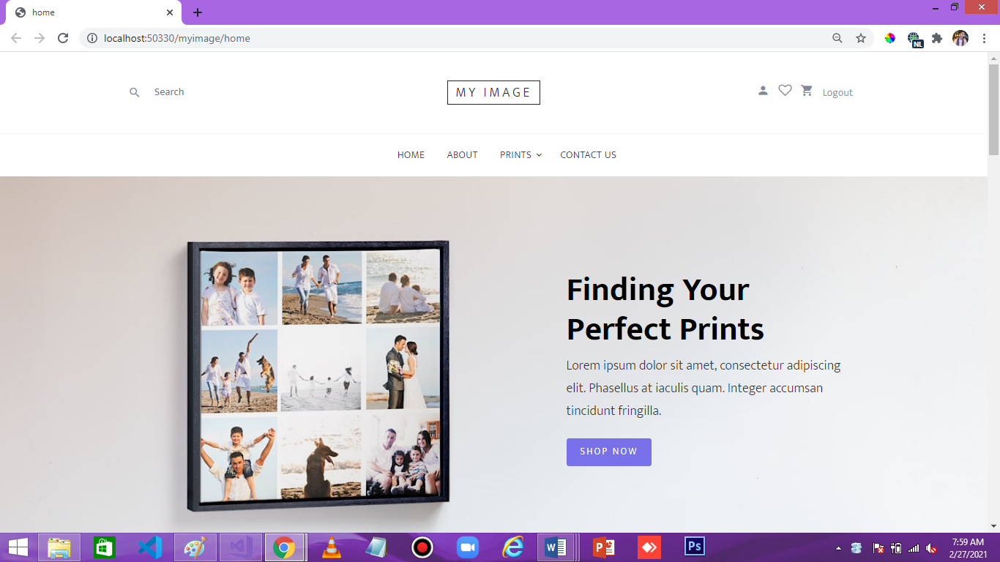 home
localhost:50330/myimage/home
NL
Search
MY IMAGE
Logout
HOME
ABOUT
PRINTS
CONTACT US
Finding Your
Perfect Prints
Lorem ipsum dolor sit amet, consectetur adipiscing
elit. Phasellus at iaculis quam. Integer accumsan
tincidunt fringilla.
SHOP NOW
Ps
7:59 AM
2/27/2021